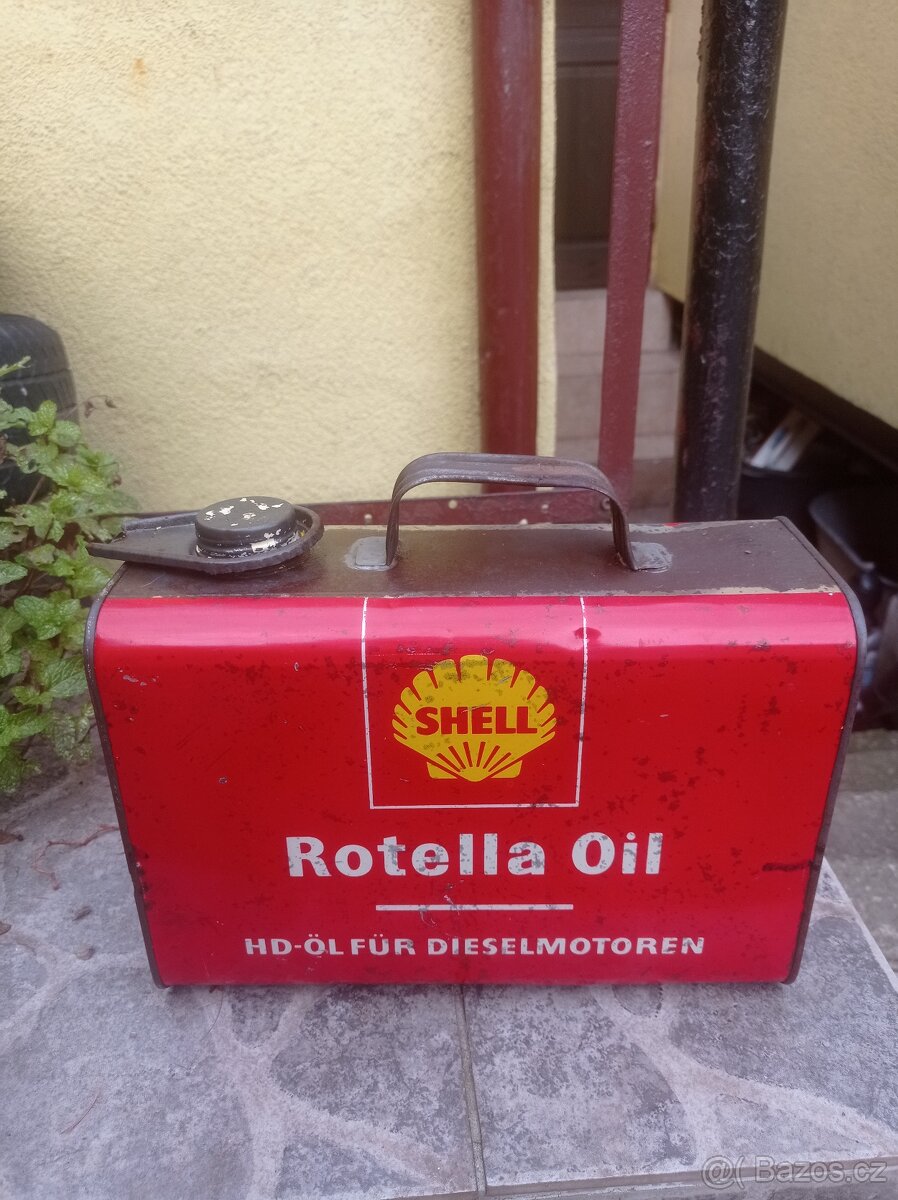 SHELL
Rotella Oil
HD-ÖL FÜR DIESELMOTOREN
@( Bazos.cz